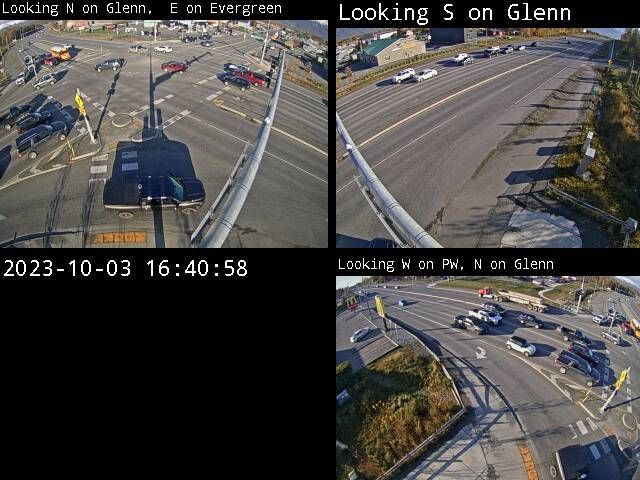 Looking N on Glenn, E on Evergreen
Looking S on Glenn
2023-10-03 16:40:58
Looking W on PW, N on Glenn